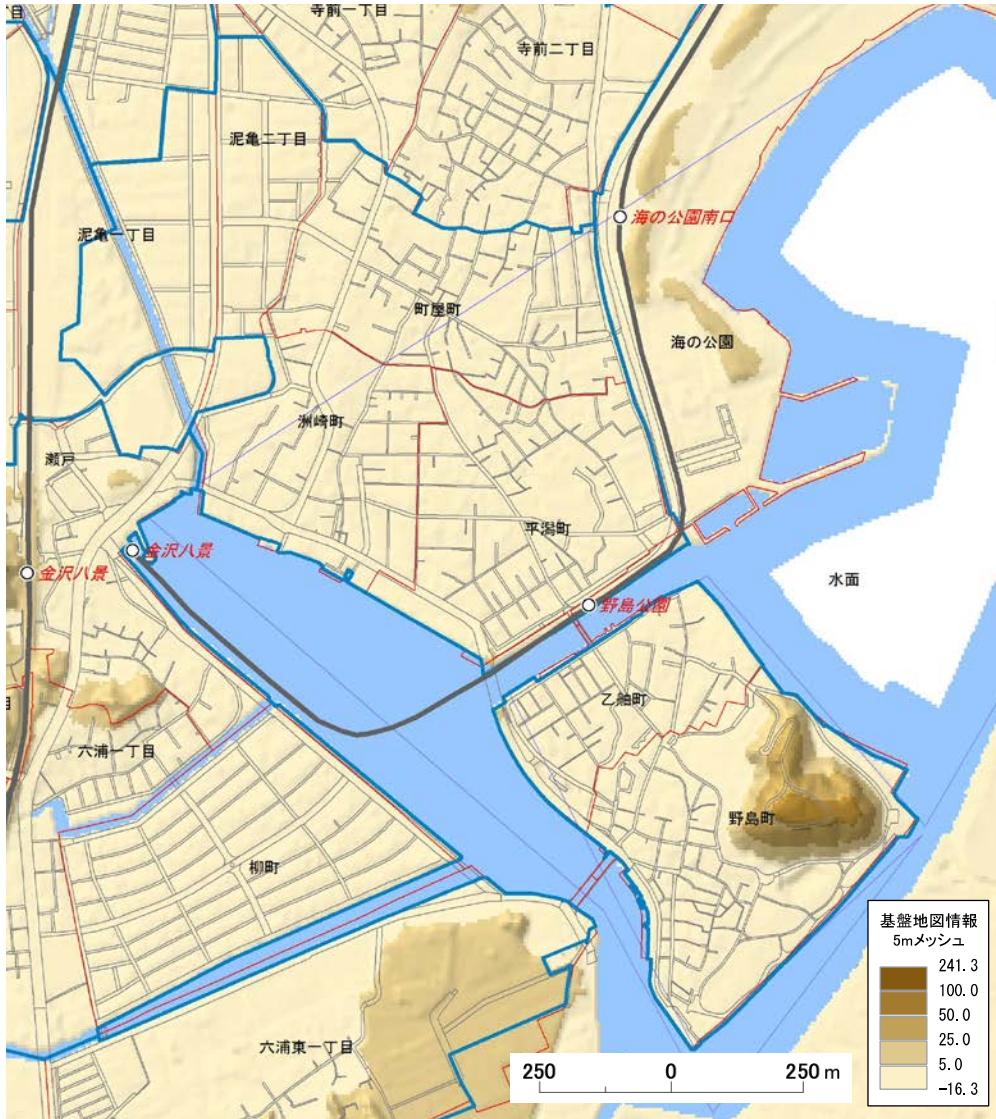 寺前一丁目
目
寺前二丁目
泥亀二丁目
海の公園南口
泥亀一丁目
町屋町
海の公園
洲崎町
瀬戸
平潟町
金沢八景
金沢八景
水面
野島公園
乙舳町
目
六浦一丁目
野島町
柳町
六浦東一丁目
基盤地図情報
5mメッシュ
241.3
100.0
50.0
25.0
5.0
-16.3
250 0 250 m